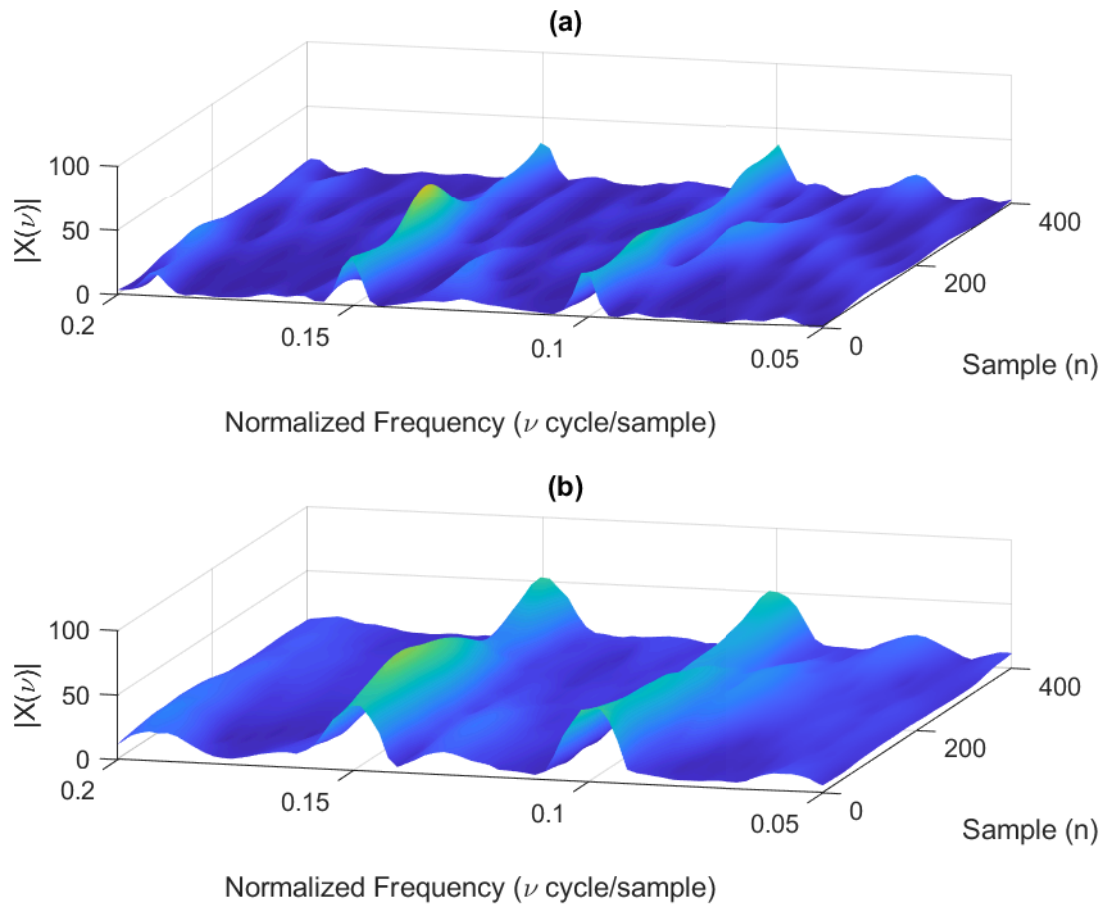 (a)
100
50
0
|X(ν)|
0.2
0.15
0.1
0.05
0
200
400
Sample (n)
Normalized Frequency (ν cycle/sample)
(b)
100
50
0
|X(ν)|
0.2
0.15
0.1
0.05
0
200
400
Sample (n)
Normalized Frequency (ν cycle/sample)